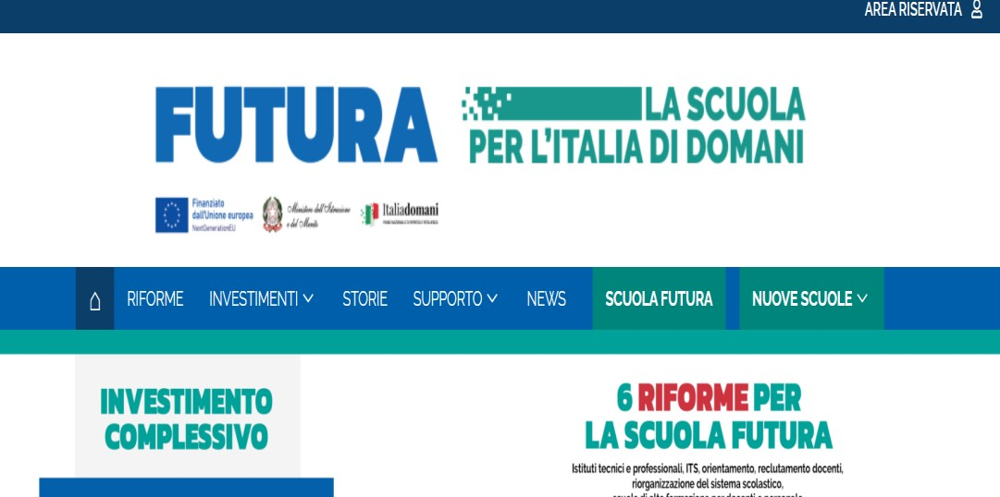 AREA RISERVATA
FUTURA
LA SCUOLA
PER L'ITALIA DI DOMANI
Finanziato
dall'Unione europea
NextGenerationEU
Ministero dell'Istruzione
e del Merito
Italiadomani
RIFORME INVESTIMENTI STORIE SUPPORTO NEWS SCUOLA FUTURA NUOVE SCUOLE
INVESTIMENTO
COMPLESSIVO
6 RIFORME PER
LA SCUOLA FUTURA
Istituti tecnici e professionali, ITS, orientamento, reclutamento docenti,
riorganizzazione del sistema scolastico,